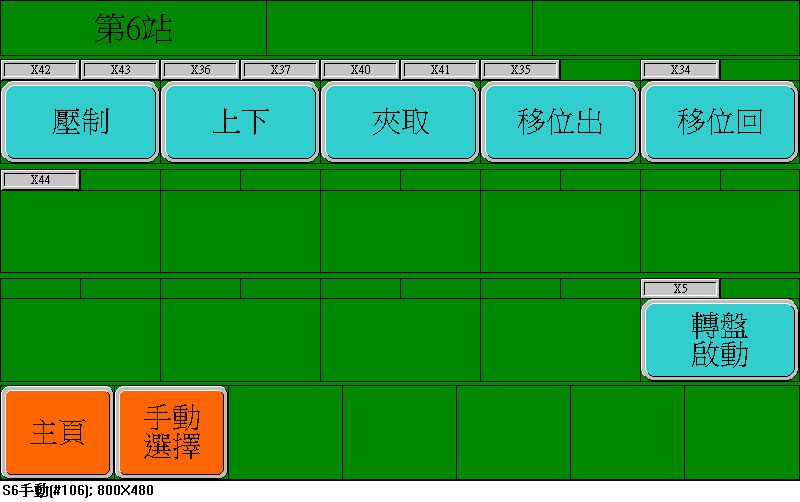 第6站
X42 X43 X36 X37 X40 X41 X35 X34
壓制 上下 夾取 移位出 移位回
X44
X5
轉盤
啟動
主頁 手動
選擇
S6手動(#106); 800X480